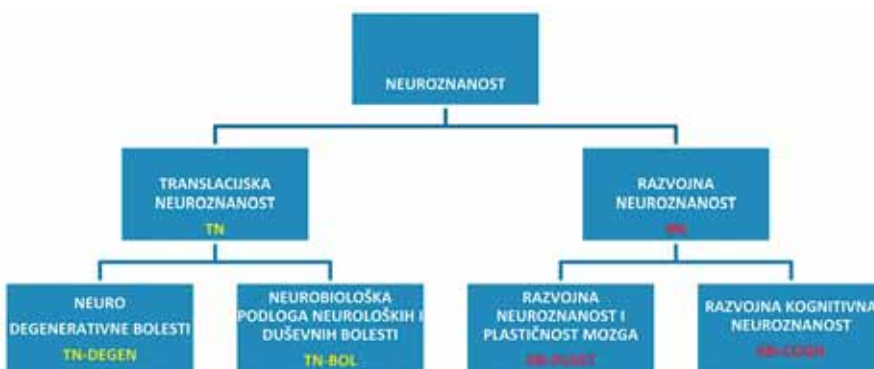 NEUROZNANOST
TRANSLACIJSKA
NEUROZNANOST
TN
RAZVOJNA
NEUROZNANOST
NEURO
DEGENERATIVNE BOLESTI
TN-DEGEN
NEUROBIOLOŠKA
PODLOGA NEUROLOŠKIH I
DUŠEVNIH BOLESTI
TN-BOL
RAZVOJNA
NEUROZNANOST I
PLASTIČNOST MOZGA
RAZVOJNA KOGNITIVNA
NEUROZNANOST